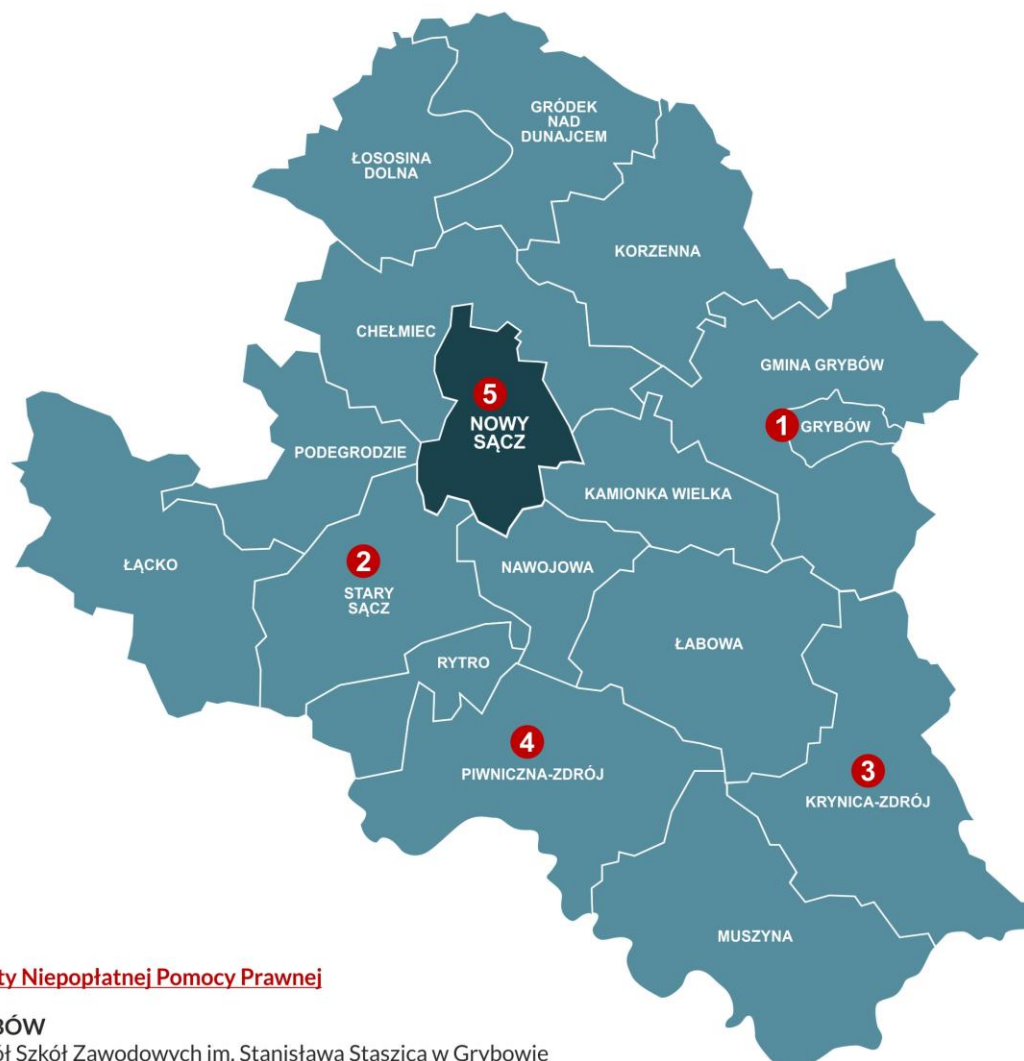 GRÓDEK
NAD
DUNAJCEM
ŁOSOSINA
DOLNA
KORZENNA
CHEŁMIEC
GMINA GRYBÓW
5
NOWY
SĄCZ
1 GRYBÓW
PODEGRODZIE
KAMIONKA WIELKA
2
STARY
SĄCZ
ŁĄCKO
NAWOJOWA
ŁABOWA
RYTRO
4
PIWNICZNA-ZDRÓJ
3
KRYNICA-ZDRÓJ
MUSZYNA
ty Niepopłatnej Pomocy Prawnej
BÓW
ół Szkół Zawodowych im. Stanisława Staszica w Grybowie